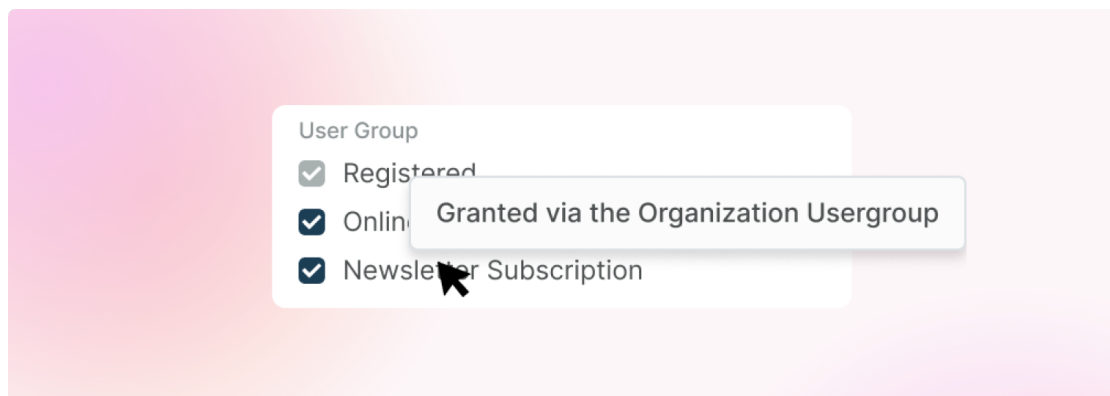 User Group
Registered
Granted via the Organization Usergroup
Newsletter Subscription